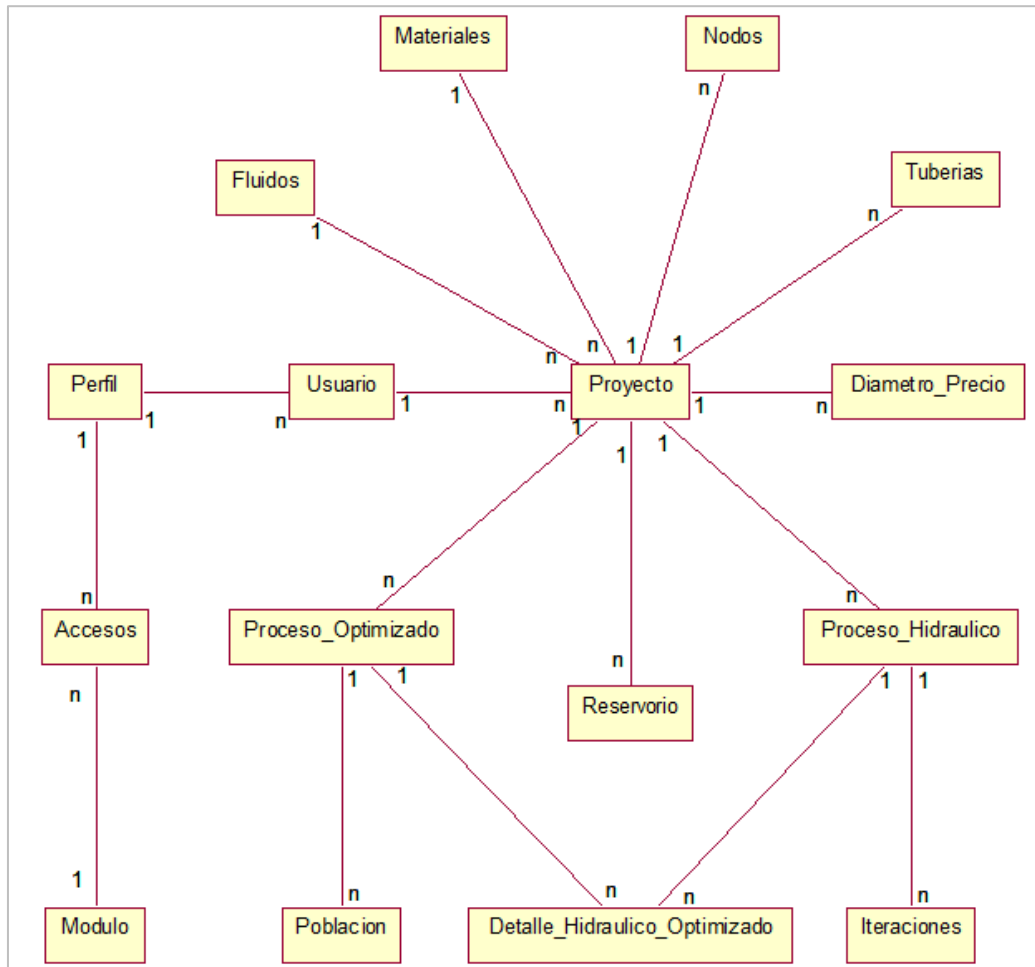 Materiales
Nodos
1
n
Fluidos
Tuberias
1
n
n
n
1
1
Perfil
Usuario
Proyecto
Diametro_Precio
1
n
1
n
1
n
1
1
1
1
n
n
n
Accesos
Proceso_Optimizado
Proceso_Hidraulico
n
1
1
n
1
1
Reservorio
1
n
n
n
n
Modulo
Poblacion
Detalle_Hidraulico_Optimizado
Iteraciones